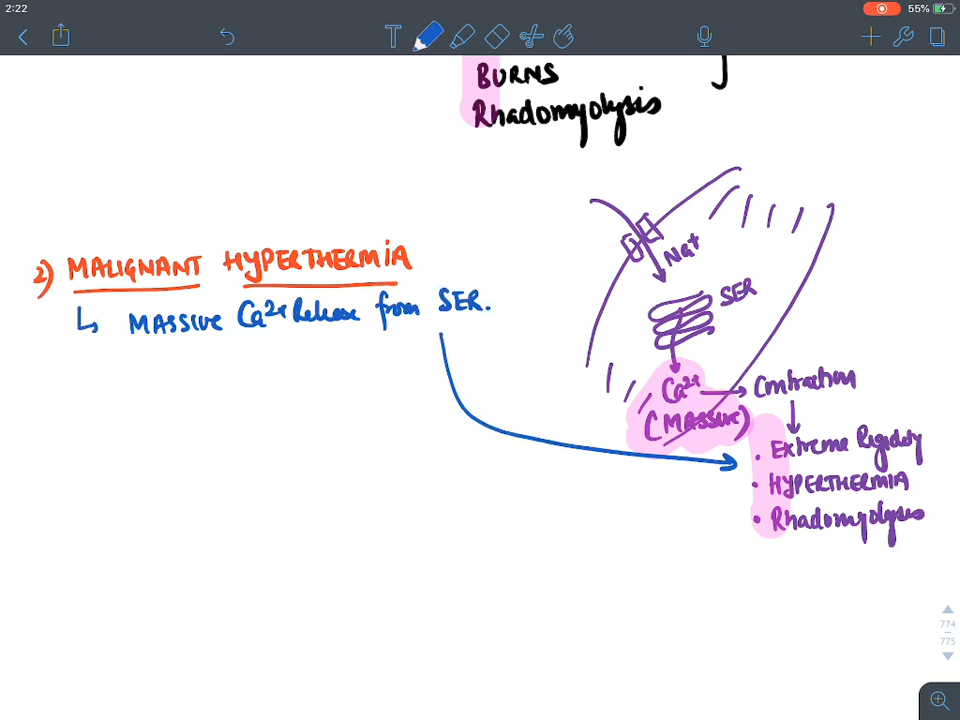 2:22
55%
T
BURNS
Rhadomyolysis
2) MALIGNANT HYPERTHERMIA
MASSIVE Ca2+ Release from SER.
Na+
SER
Ca2+
(MASSIVE)
Contraction
• Extreme Rigidity
• HYPERTHERMIA
• Rhadomyolyses
774
775